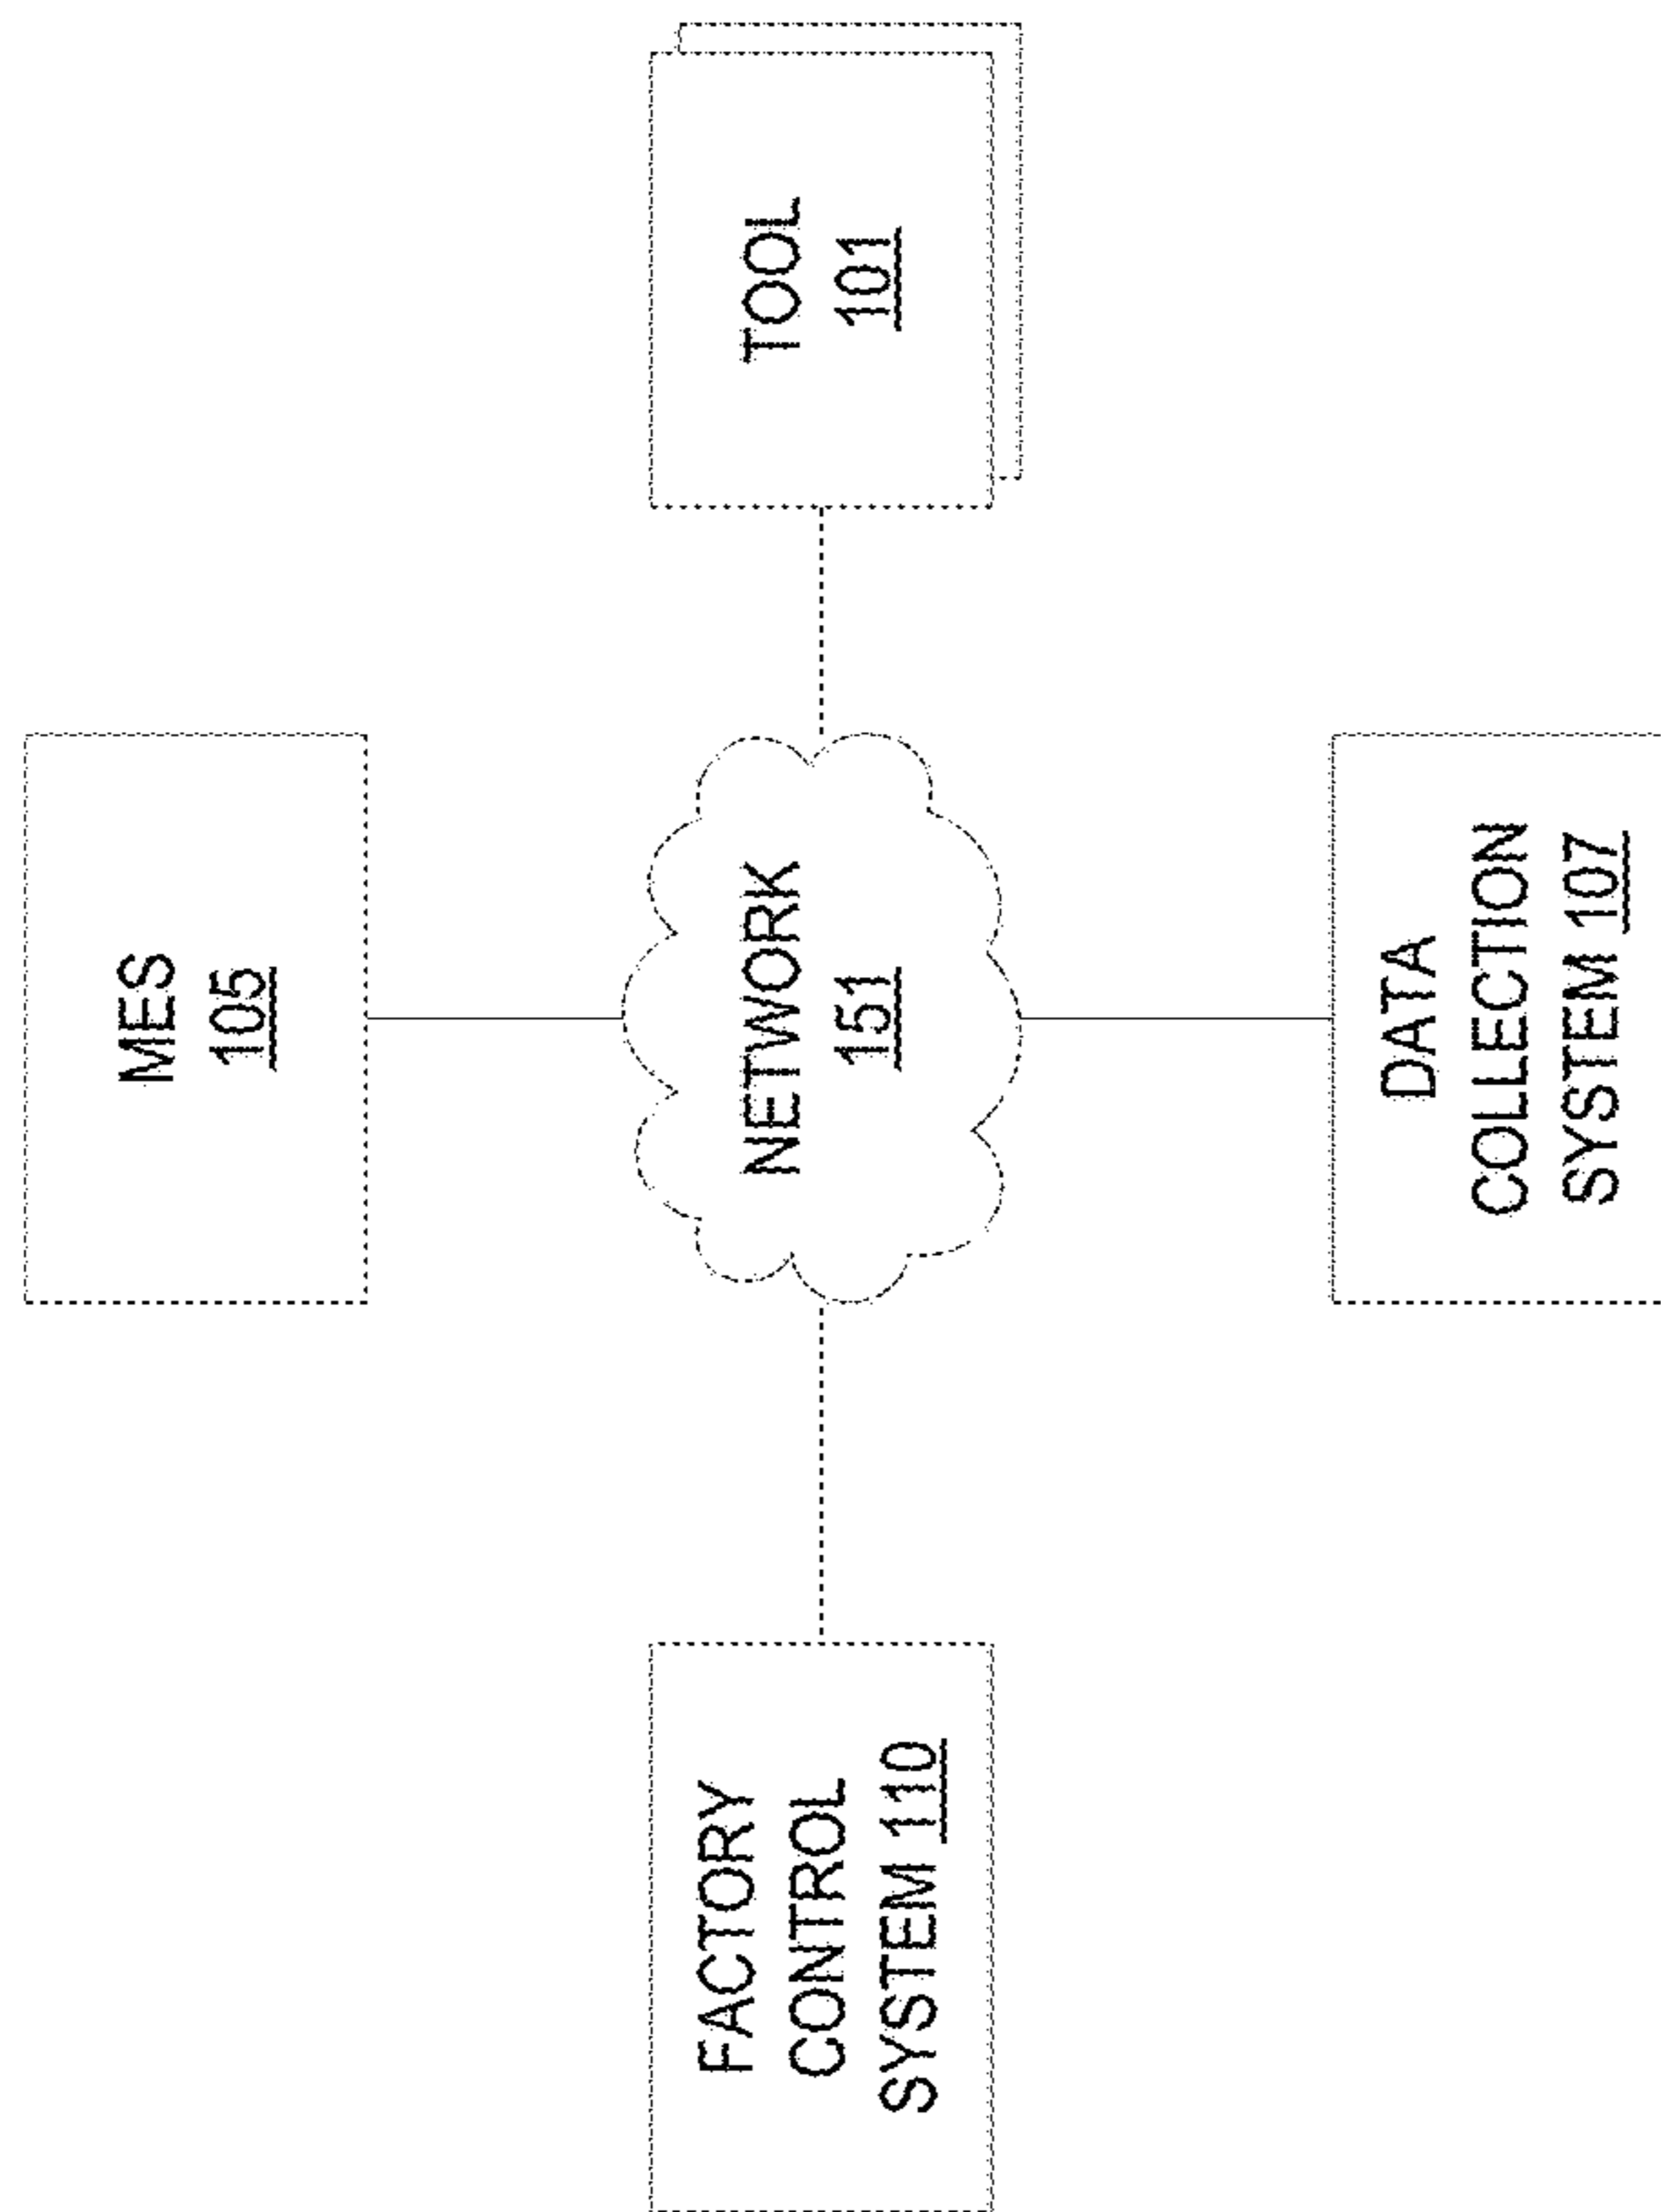 MES
105
FACTORY
CONTROL
SYSTEM 110
NETWORK
151
TOOL
101
DATA
COLLECTION
SYSTEM 107